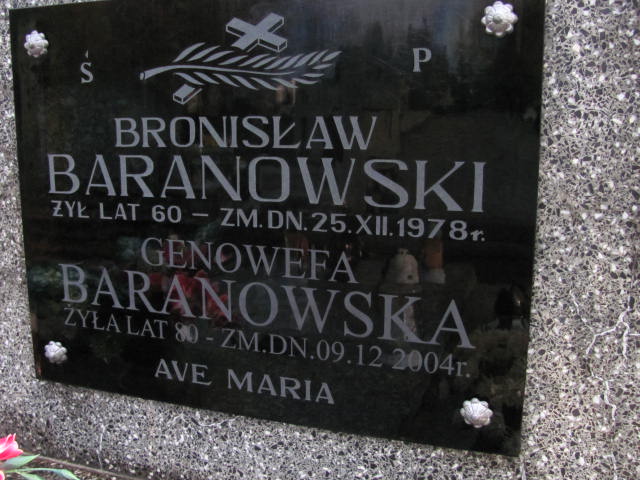 Ś P
BRONISŁAW
BARANOWSKI
ŻYŁ LAT 60 – ZM.DN.25.XII.1978r.
GENOWEFA
BARANOWSKA
ŻYŁA LAT 80 - ZM.DN.09.12 2004r.
AVE MARIA